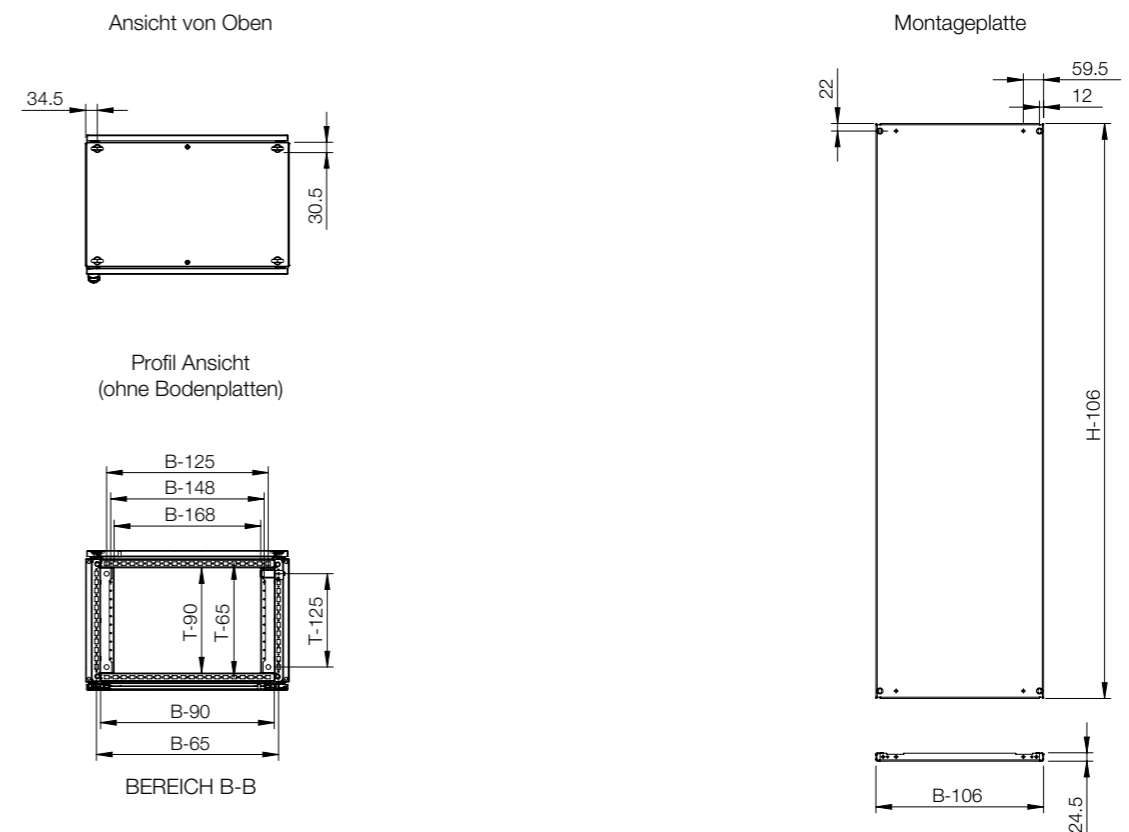 Ansicht von Oben
34.5
30.5
Profil Ansicht
(ohne Bodenplatten)
B-125
B-148
B-168
T-90
T-65
T-125
B-90
B-65
BEREICH B-B
Montageplatte
59.5
22
12
H-106
B-106
24.5